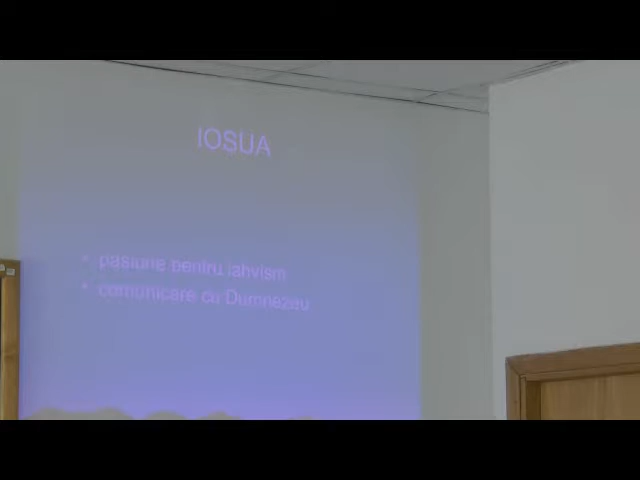 IOSUA
• pasiune pentru iahvism
• comunicare cu Dumnezeu